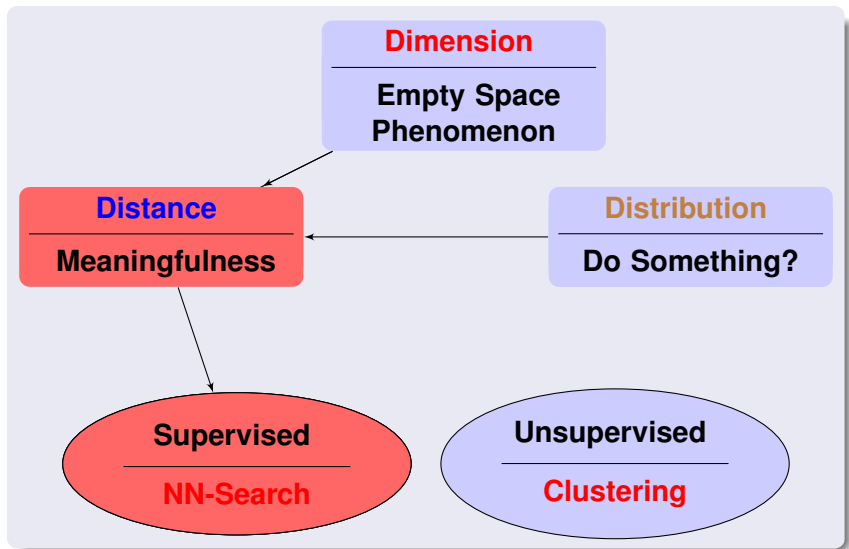 Dimension
Empty Space
Phenomenon
Distance
Meaningfulness
Distribution
Do Something?
Supervised
NN-Search
Unsupervised
Clustering